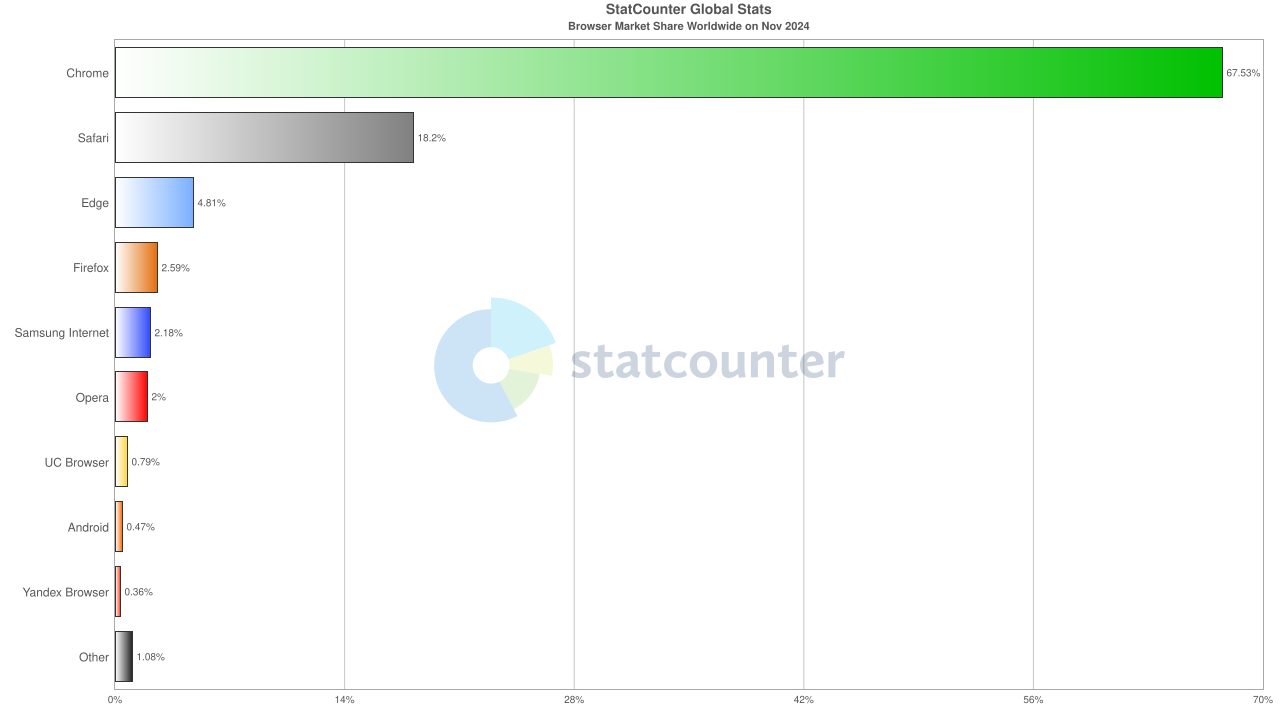 StatCounter Global Stats
Browser Market Share Worldwide on Nov 2024
Chrome 67.53%
Safari 18.2%
Edge 4.81%
Firefox 2.59%
Samsung Internet 2.18%
statcounter
Opera 2%
UC Browser 0.79%
Android 0.47%
Yandex Browser 0.36%
Other 1.08%
0% 14% 28% 42% 56% 70%